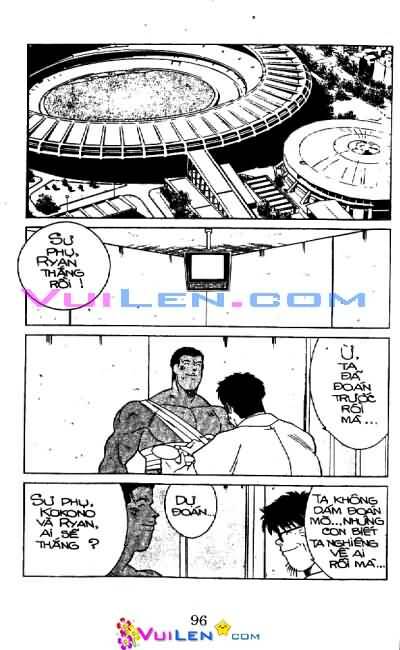 SƯ
PHỤ,
RYAN
THẮNG
RỒI !
VUILEN.COM
Ừ,
TA
ĐÃ
ĐOÁN
TRƯỚC
RỒI
MÀ...
SƯ PHỤ,
KOKONO
VÀ RYAN,
AI SẼ
THẮNG ?
DỰ
ĐOÁN...
TA KHÔNG
DÁM ĐOÁN
MÒ...NHƯNG
CON BIẾT
TA NGHIÊNG
VỀ AI
RỒI MÀ...
96
VUILEN.COM